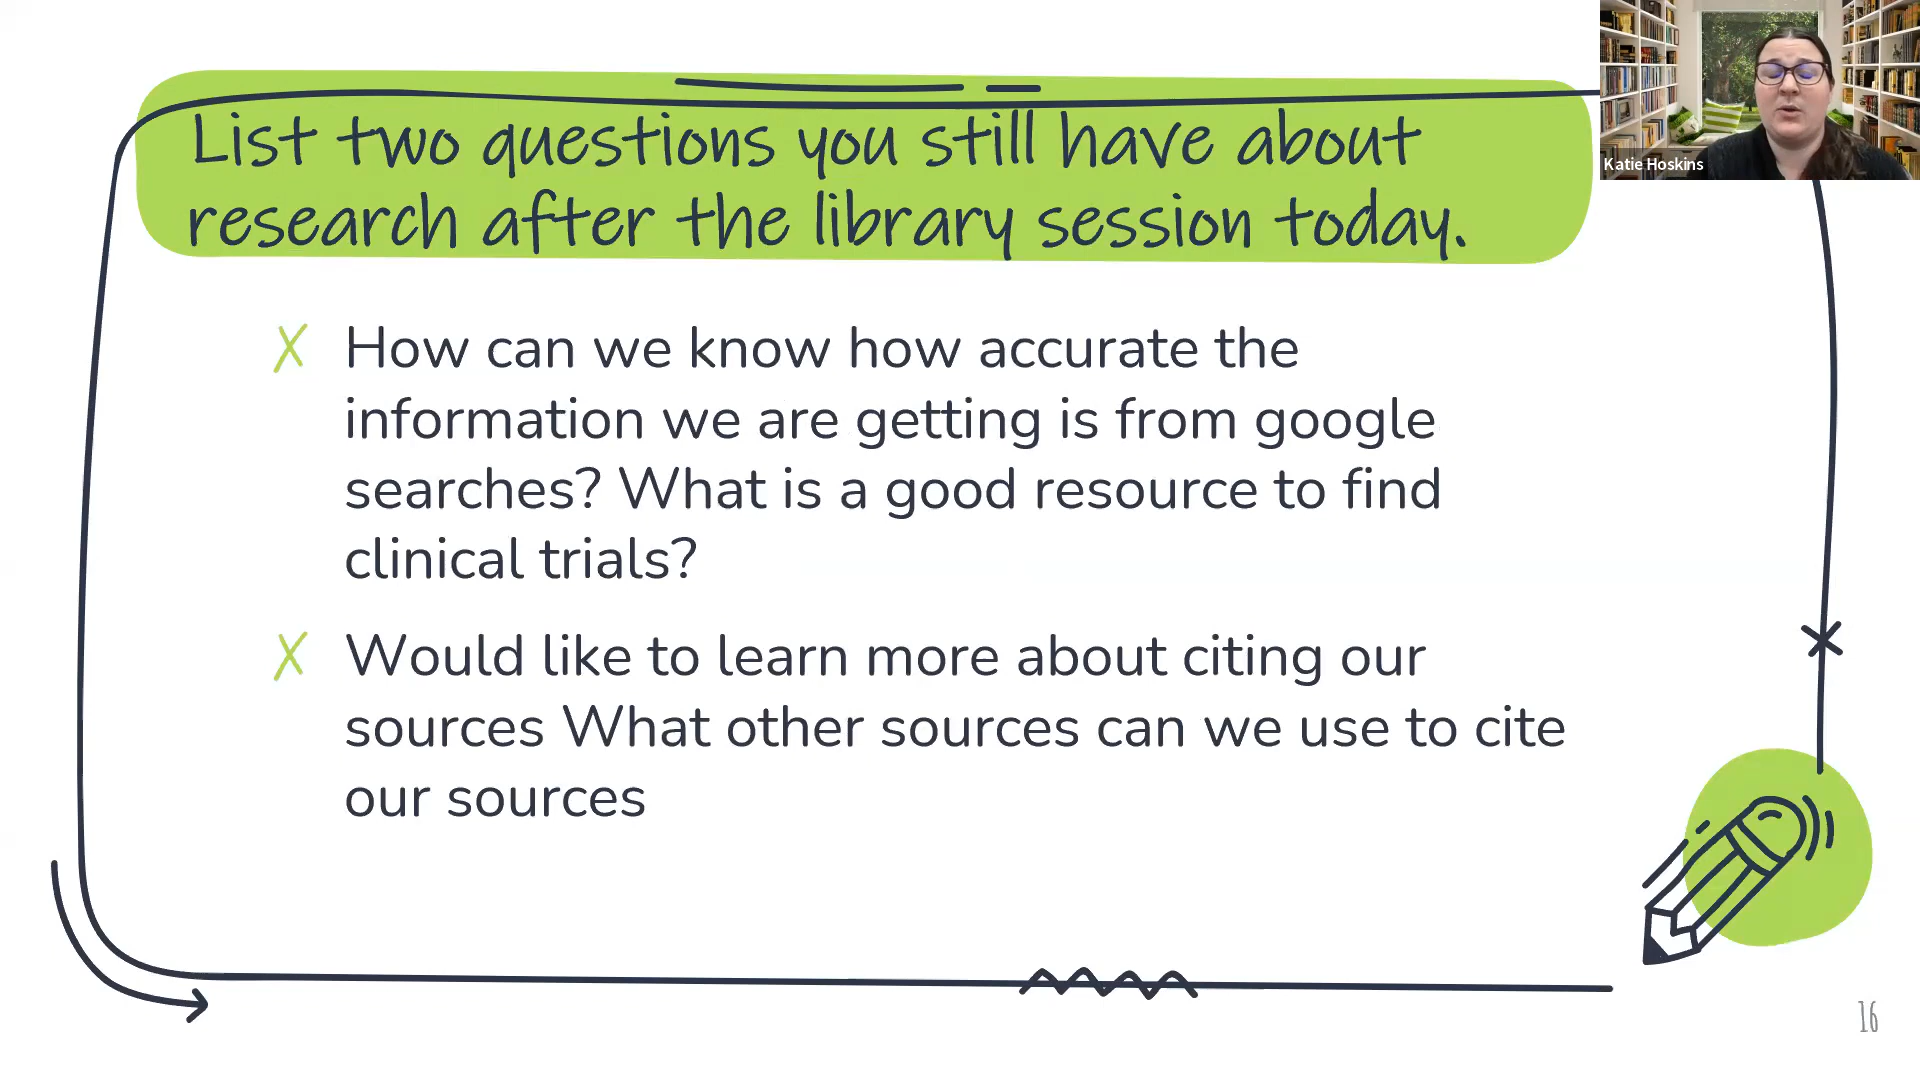 List two questions you still have about
research after the library session today.
Katie Hoskins
X How can we know how accurate the
information we are getting is from google
searches? What is a good resource to find
clinical trials?
X Would like to learn more about citing our
sources What other sources can we use to cite
our sources
16